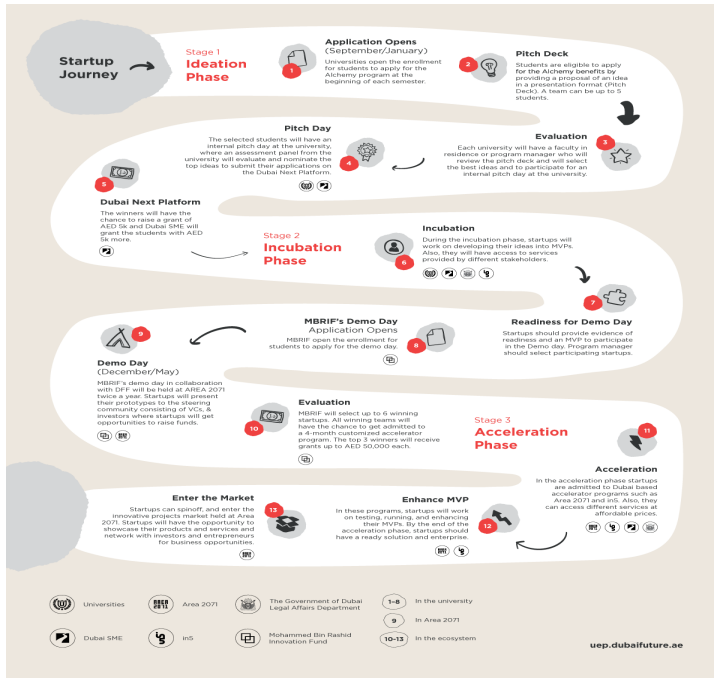 Startup
Journey
Stage 1
Ideation
Phase
1
Application Opens
(September/January)
Universities open the enrollment
for students to apply for the
Alchemy program at the
beginning of each semester.
2
Pitch Deck
Students are eligible to apply
for the Alchemy benefits by
providing a proposal of an idea
in a presentation format (Pitch
Deck). A team can be up to 5
students.
3
Evaluation
Each university will have a faculty in
residence or program manager who will
review the pitch deck and will select
the best ideas and to participate for an
internal pitch day at the university.
4
Pitch Day
The selected students will have an
internal pitch day at the university,
where an assessment panel from the
university will evaluate and nominate the
top ideas to submit their applications on
the Dubai Next Platform.
5
Dubai Next Platform
The winners will have the
chance to raise a grant of
AED 5k and Dubai SME will
grant the students with AED
5k more.
Stage 2
Incubation
Phase
6
Incubation
During the incubation phase, startups will
work on developing their ideas into MVPs.
Also, they will have access to services
provided by different stakeholders.
7
Readiness for Demo Day
Startups should provide evidence of
readiness and an MVP to participate
in the Demo day. Program manager
should select participating startups.
8
MBRIF's Demo Day
Application Opens
MBRIF open the enrollment for
students to apply for the demo day.
9
Demo Day
(December/May)
MBRIF's demo day in collaboration
with DFF will be held at AREA 2071
twice a year. Startups will present
their prototypes to the steering
community consisting of VCs, &
investors where startups will get
opportunities to raise funds.
10
Evaluation
MBRIF will select up to 6 winning
startups. All winning teams will
have the chance to get admitted to
a 4-month customized accelerator
program. The top 3 winners will receive
grants up to AED 50,000 each.
Stage 3
Acceleration
Phase
11
Acceleration
In the acceleration phase startups
are admitted to Dubai based
accelerator programs such as
Area 2071 and in5. Also, they
can access different services at
affordable prices.
12
Enhance MVP
In these programs, startups will work
on testing, running, and enhancing
their MVPs. By the end of the
acceleration phase, startups should
have a ready solution and enterprise.
13
Enter the Market
Startups can spinoff, and enter the
innovative projects market held at Area
2071. Startups will have the opportunity to
showcase their products and services and
network with investors and entrepreneurs
for business opportunities.
Universities
AREA
2071
Area 2071
The Government of Dubai
Legal Affairs Department
1-8
In the university
9
In Area 2071
Dubai SME
in5
Mohammed Bin Rashid
Innovation Fund
10-13
In the ecosystem
uep.dubaifuture.ae